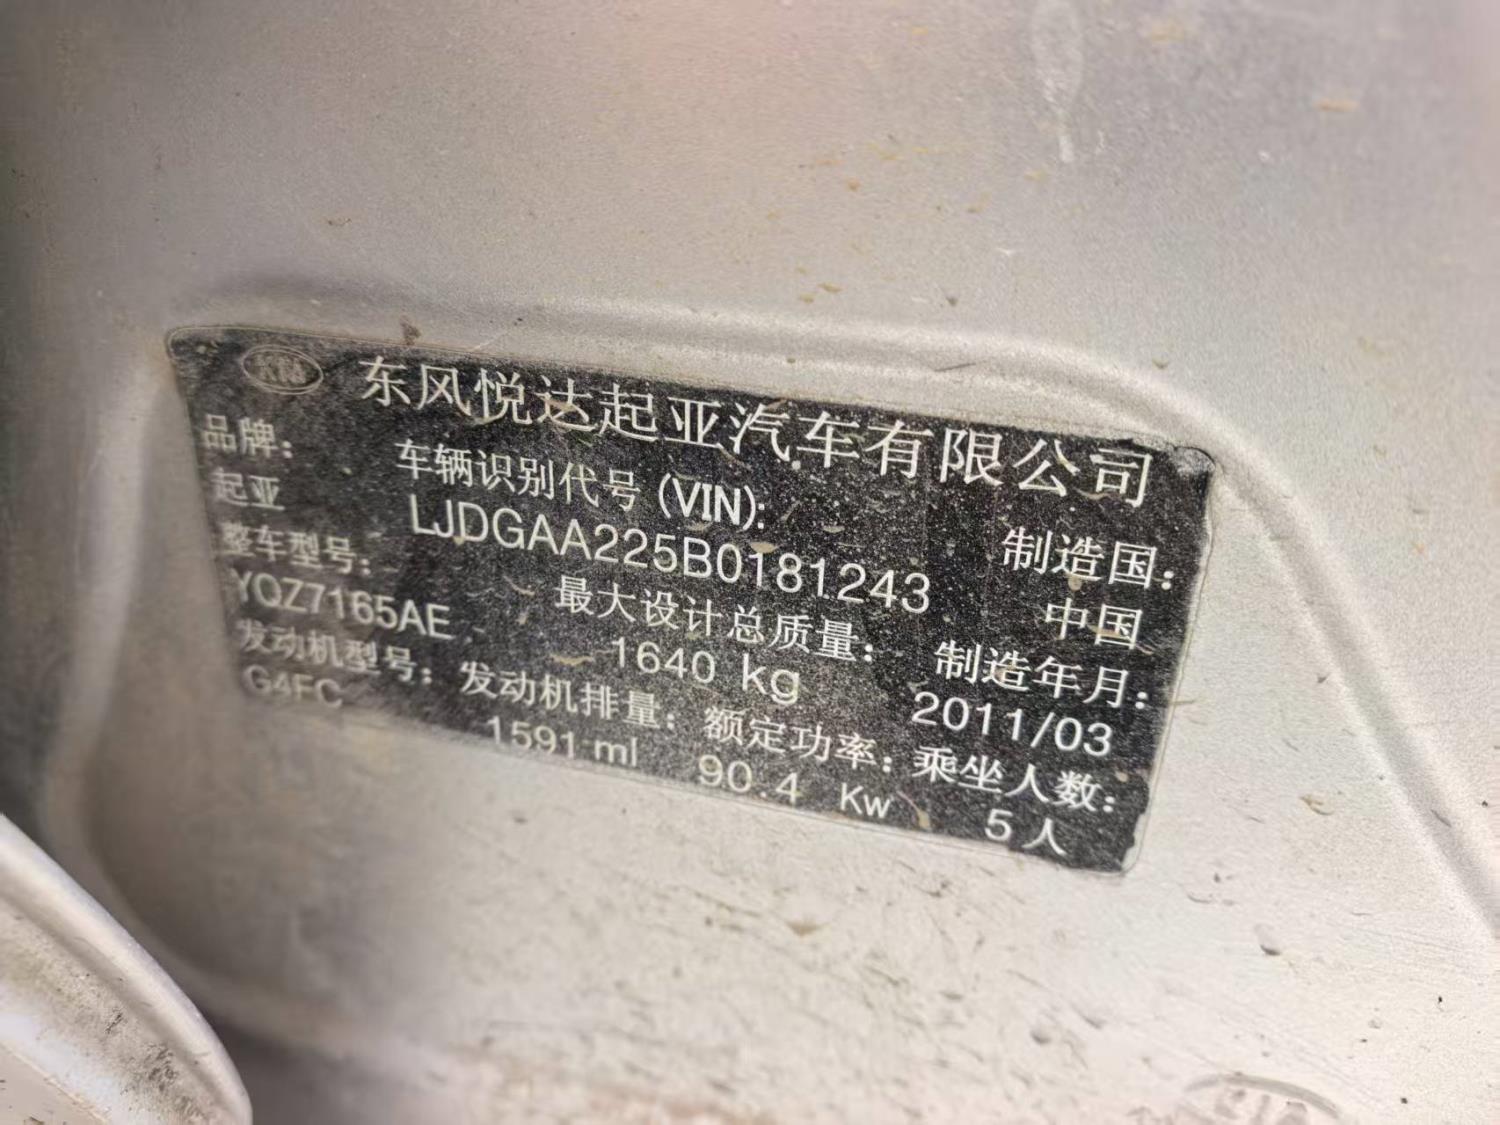 KIA 东风悦达起亚汽车有限公司
品牌: 车辆识别代号 (VIN): 制造国:
起亚 LJDGAA225B0181243 中国
整车型号: 最大设计总质量: 制造年月:
YQZ7165AE 1640 kg 2011/03
发动机型号: 发动机排量: 额定功率: 乘坐人数:
G4FC 1591 ml 90.4 Kw 5 人